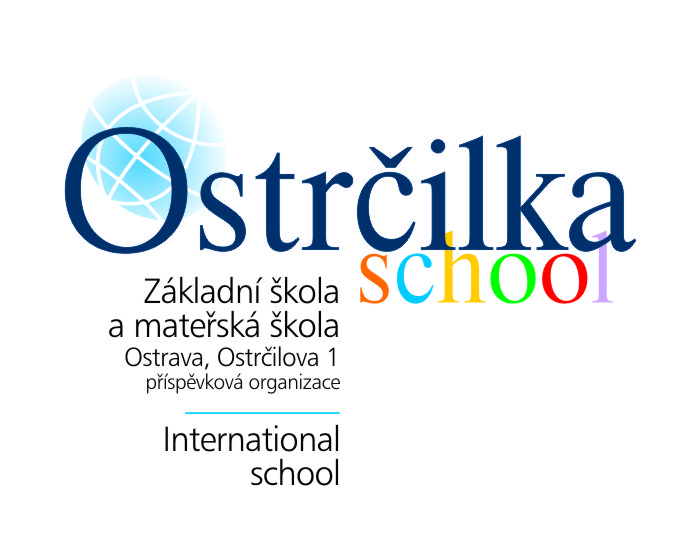 Ostrčilka
school
Základní škola
a mateřská škola
Ostrava, Ostrčilova 1
příspěvková organizace
International
school